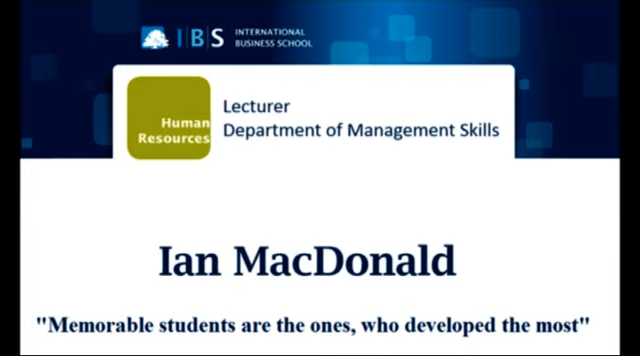 IBS INTERNATIONAL
BUSINESS SCHOOL
Human
Resources
Lecturer
Department of Management Skills
Ian MacDonald
"Memorable students are the ones, who developed the most"